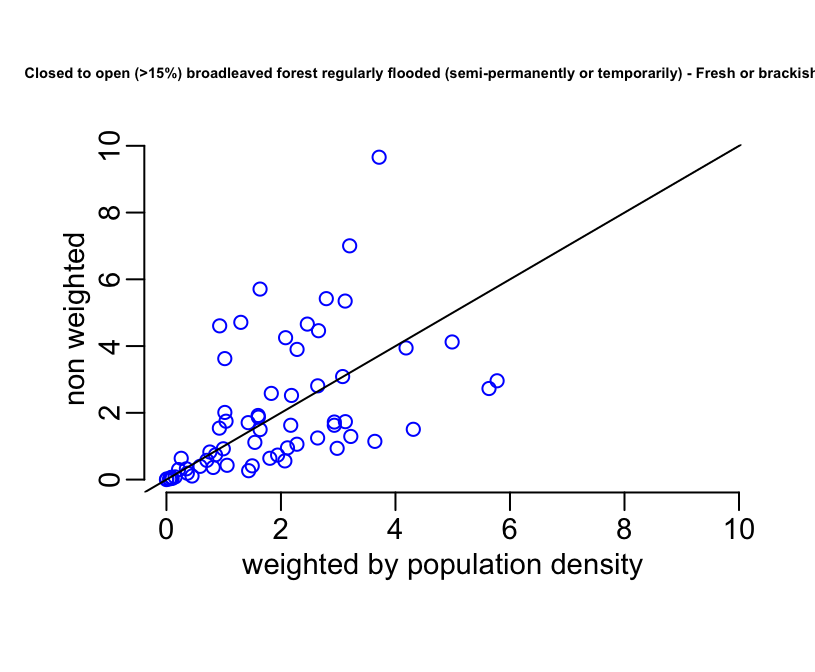 Closed to open (>15%) broadleaved forest regularly flooded (semi-permanently or temporarily) - Fresh or brackish
10
8
6
4
2
0
non weighted
0 2 4 6 8 10
weighted by population density